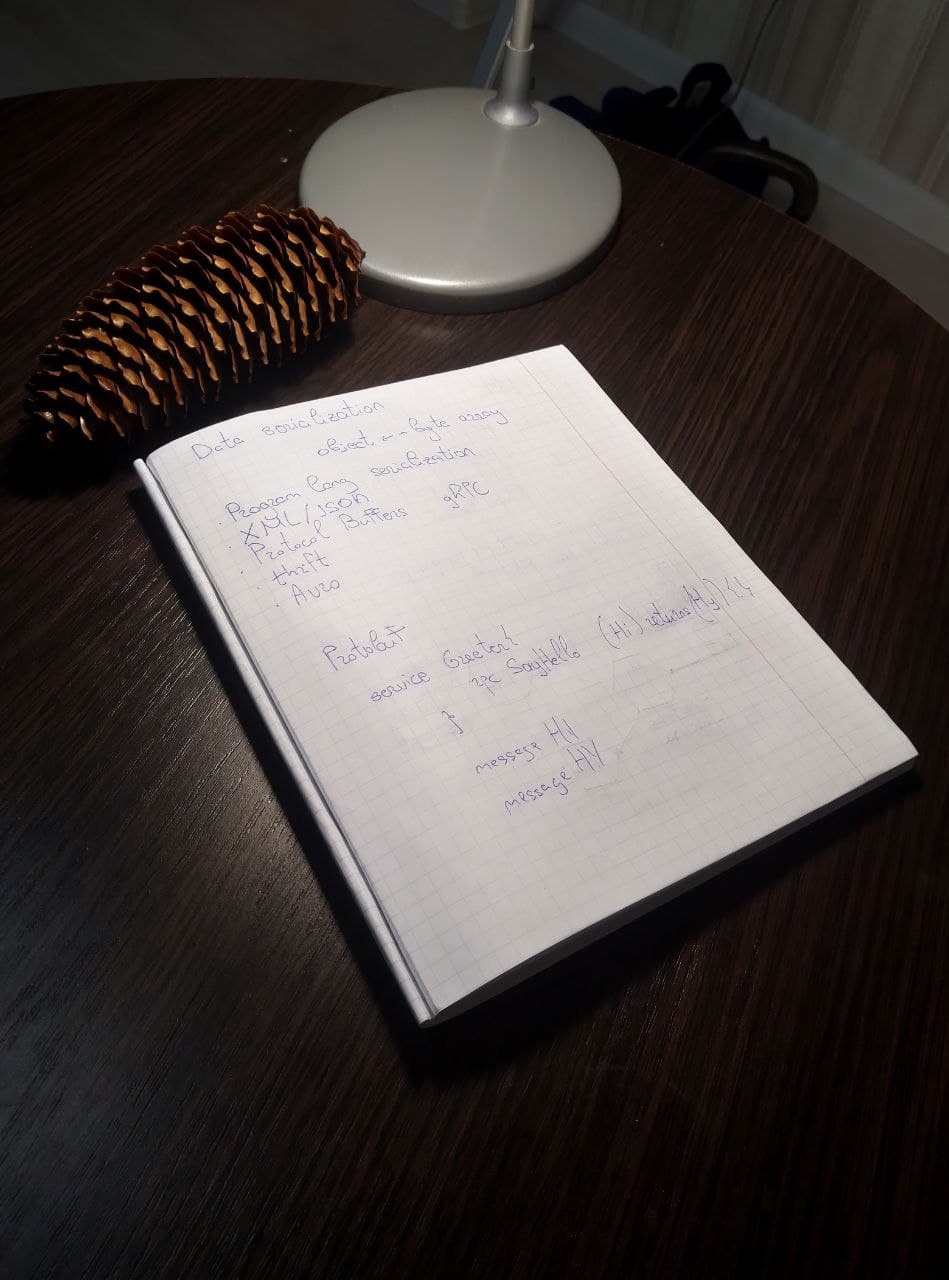 Data serialization
object <-- byte array
· Program lang serialization
· XML/JSON
· Protocol Buffers gRPC
· thrift
· Avro
Protobuf
service Greeter {
rpc SayHello (Hi) returns (Hy) {}
}
message Hi
message HY